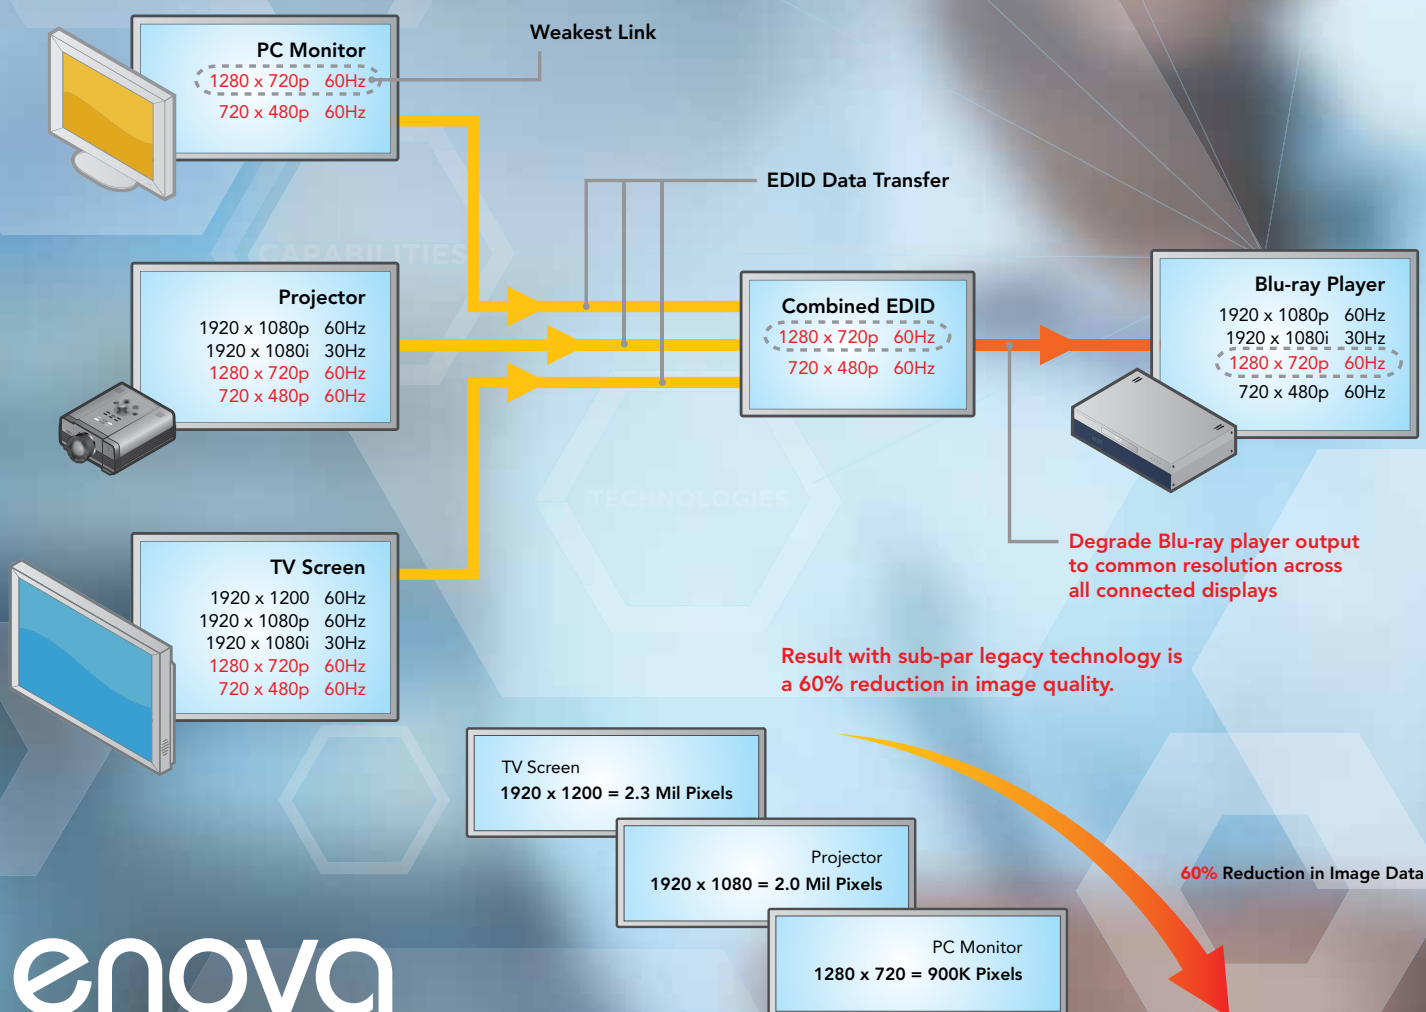 Weakest Link
PC Monitor
1280 x 720p 60Hz
720 x 480p 60Hz
EDID Data Transfer
CAPABILITIES
Projector
1920 x 1080p 60Hz
1920 x 1080i 30Hz
1280 x 720p 60Hz
720 x 480p 60Hz
Combined EDID
1280 x 720p 60Hz
720 x 480p 60Hz
Blu-ray Player
1920 x 1080p 60Hz
1920 x 1080i 30Hz
1280 x 720p 60Hz
720 x 480p 60Hz
TECHNOLOGIES
Degrade Blu-ray player output
to common resolution across
all connected displays
TV Screen
1920 x 1200 60Hz
1920 x 1080p 60Hz
1920 x 1080i 30Hz
1280 x 720p 60Hz
720 x 480p 60Hz
Result with sub-par legacy technology is
a 60% reduction in image quality.
TV Screen
1920 x 1200 = 2.3 Mil Pixels
Projector
1920 x 1080 = 2.0 Mil Pixels
60% Reduction in Image Data
PC Monitor
1280 x 720 = 900K Pixels
enova